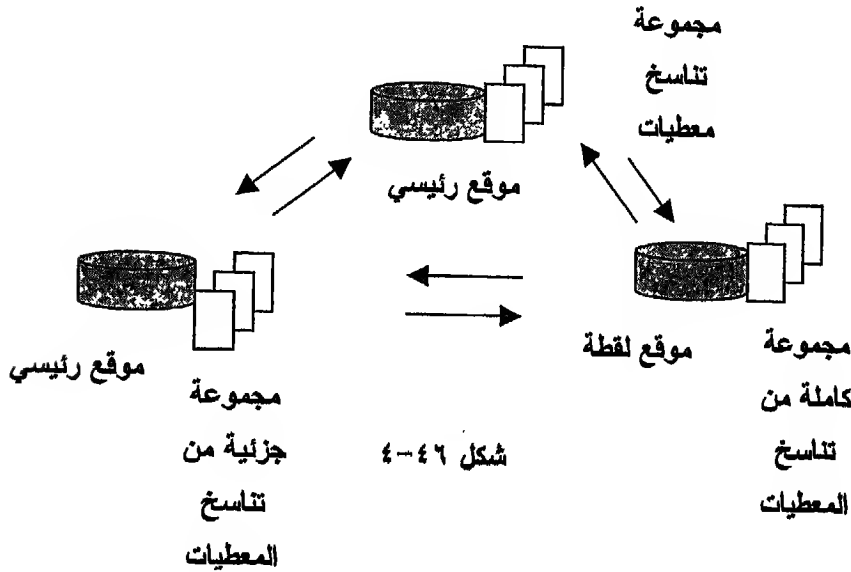 مجموعة
تناسخ
معطيات
موقع رئيسي
موقع رئيسي
مجموعة
جزئية من
تناسخ
المعطيات
موقع لقطة
مجموعة
كاملة من
تناسخ
المعطيات
شكل ٤٦-٤